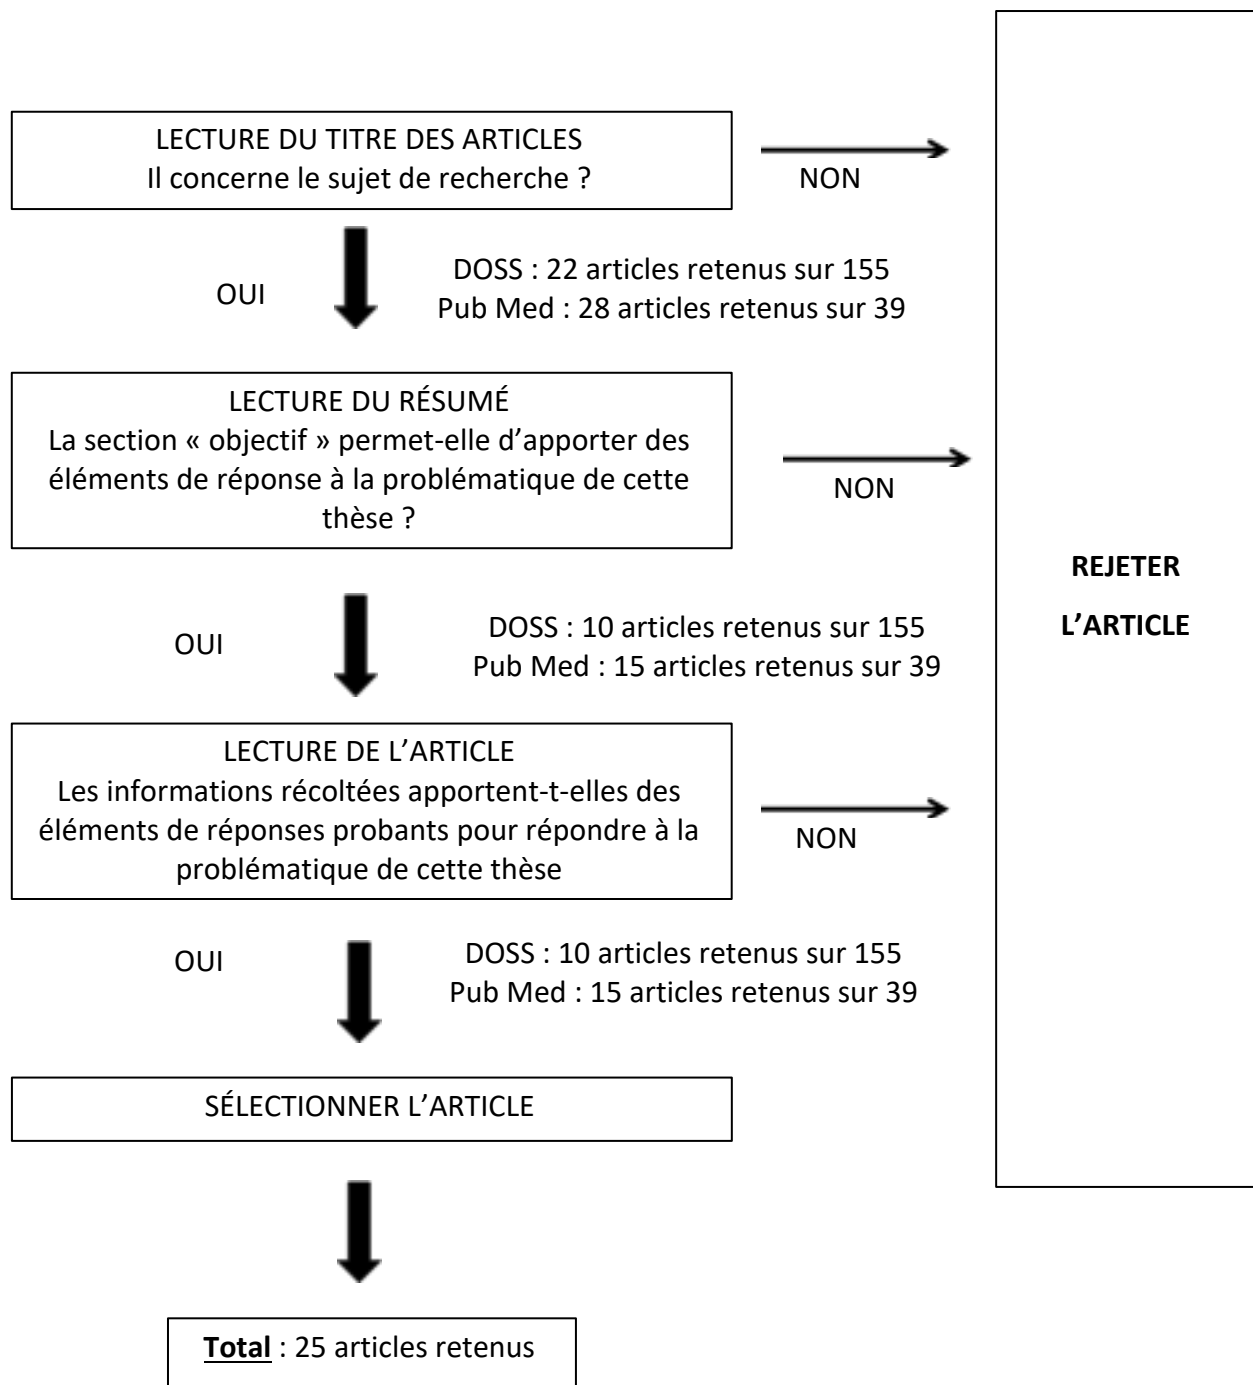 LECTURE DU TITRE DES ARTICLES
Il concerne le sujet de recherche ?
NON
OUI
DOSS : 22 articles retenus sur 155
Pub Med : 28 articles retenus sur 39
LECTURE DU RÉSUMÉ
La section « objectif » permet-elle d’apporter des
éléments de réponse à la problématique de cette
thèse ?
NON
REJETER
L’ARTICLE
OUI
DOSS : 10 articles retenus sur 155
Pub Med : 15 articles retenus sur 39
LECTURE DE L’ARTICLE
Les informations récoltées apportent-t-elles des
éléments de réponses probants pour répondre à la
problématique de cette thèse
NON
OUI
DOSS : 10 articles retenus sur 155
Pub Med : 15 articles retenus sur 39
SÉLECTIONNER L’ARTICLE
Total : 25 articles retenus